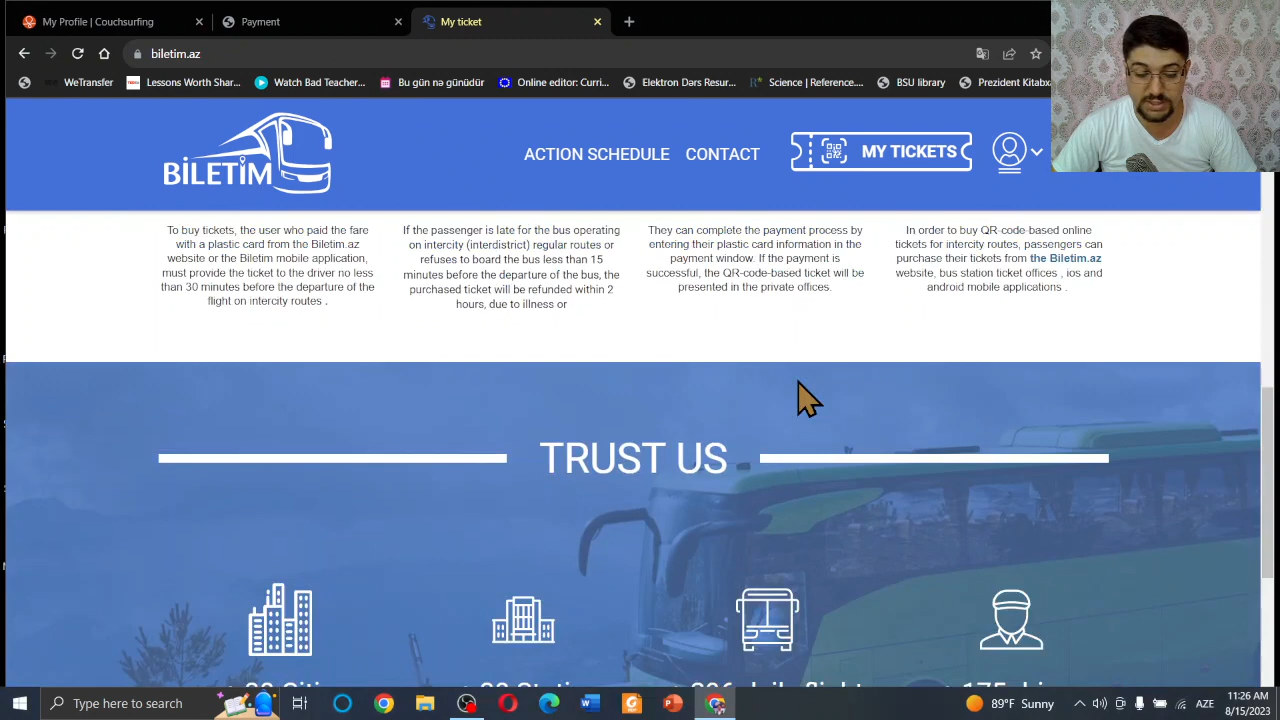 My Profile | Couchsurfing
Payment
My ticket
biletim.az
WeTransfer
Lessons Worth Shar...
Watch Bad Teacher...
Bu gün nə günüdür
Online editor: Curri...
Elektron Dərs Resur...
Science | Reference....
BSU library
Prezident Kitabx
BİLETİM
ACTION SCHEDULE
CONTACT
MY TICKETS
To buy tickets, the user who paid the fare
with a plastic card from the Biletim.az
website or the Biletim mobile application,
must provide the ticket to the driver no less
than 30 minutes before the departure of the
flight on intercity routes .
If the passenger is late for the bus operating
on intercity (interdistrict) regular routes or
refuses to board the bus less than 15
minutes before the departure of the bus, the
purchased ticket will be refunded within 2
hours, due to illness or
They can complete the payment process by
entering their plastic card information in the
payment window. If the payment is
successful, the QR-code-based ticket will be
presented in the private offices.
In order to buy QR-code-based online
tickets for intercity routes, passengers can
purchase their tickets from the Biletim.az
website, bus station ticket offices , ios and
android mobile applications .
TRUST US
Type here to search
89°F Sunny
AZE
11:26 AM
8/15/2023